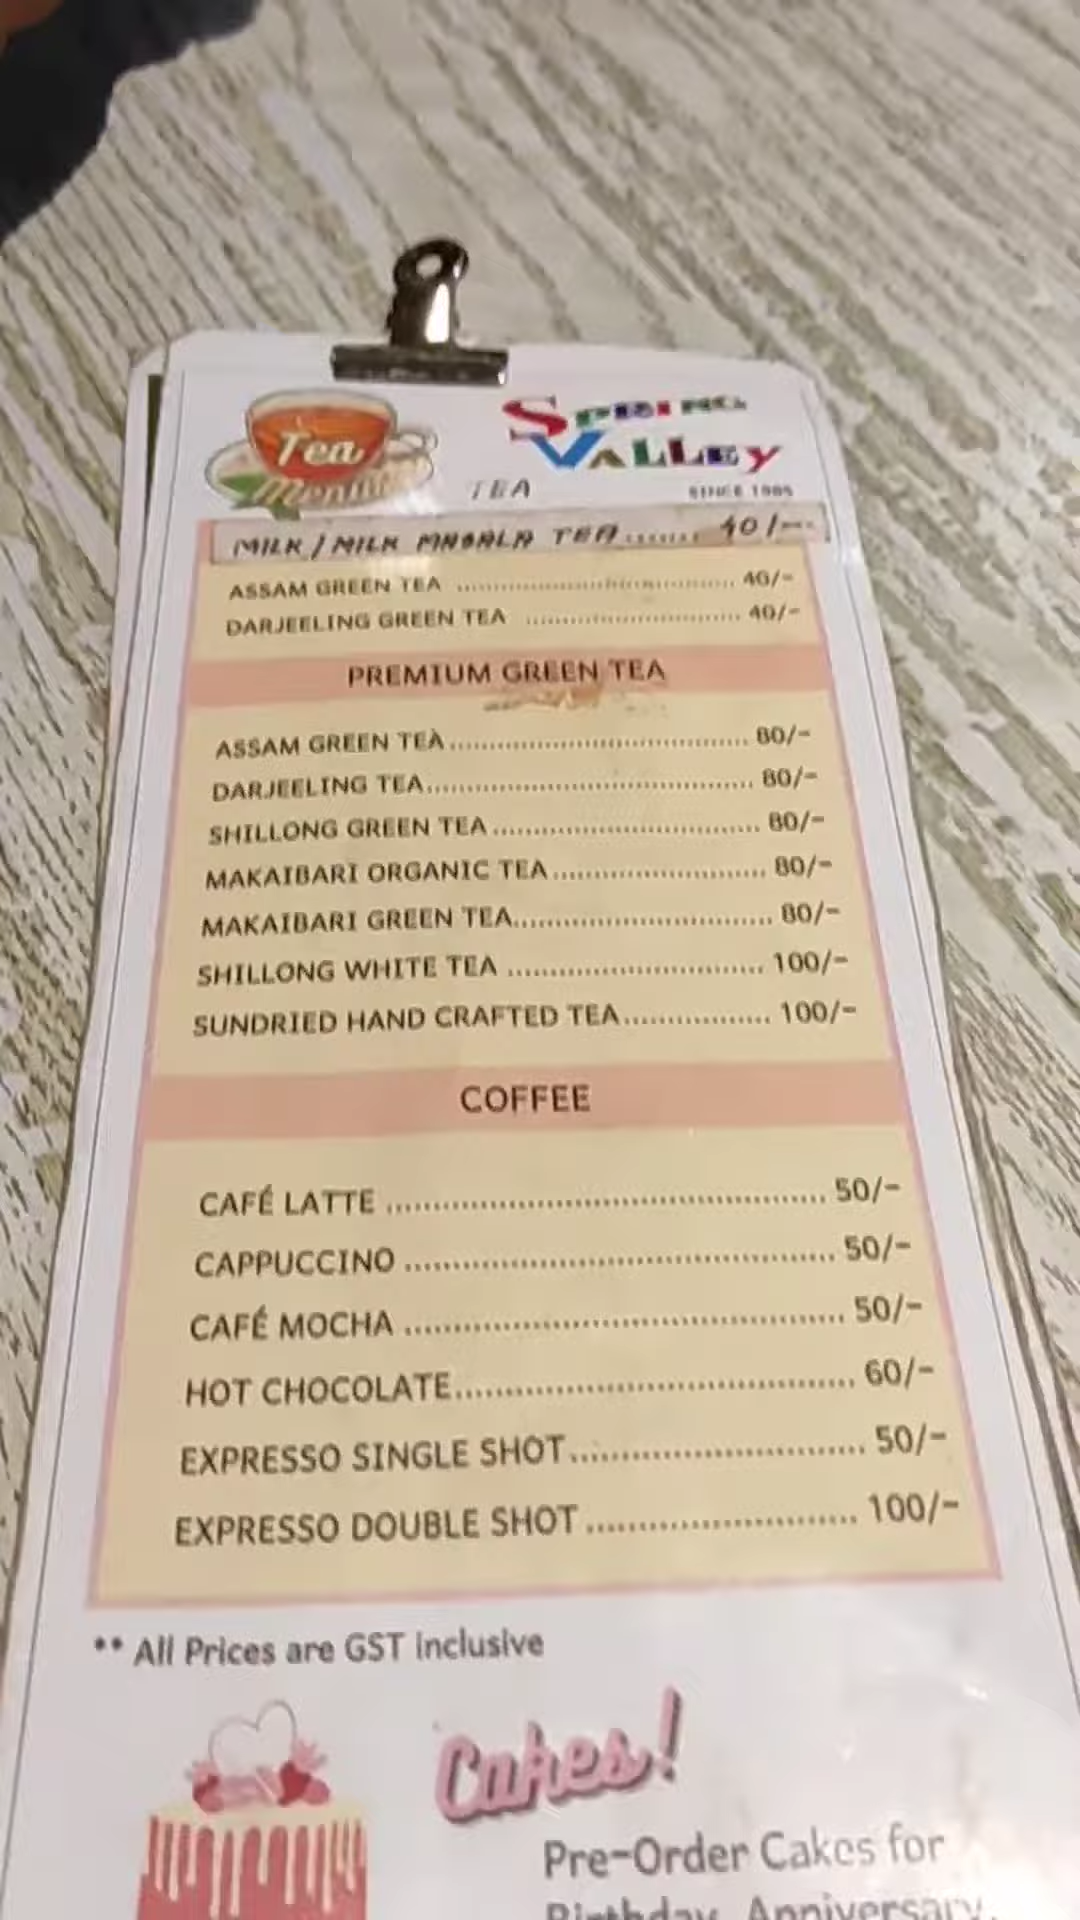 Tea
Menu
SPRING
VALLEY
TEA
SINCE
MILK / MILK MASALA TEA....... 40/-
ASSAM GREEN TEA ........................................ 40/-
DARJEELING GREEN TEA ............................... 40/-
PREMIUM GREEN TEA
ASSAM GREEN TEA........................................ 80/-
DARJEELING TEA............................................ 80/-
SHILLONG GREEN TEA.................................... 80/-
MAKAIBARI ORGANIC TEA............................. 80/-
MAKAIBARI GREEN TEA.................................. 80/-
SHILLONG WHITE TEA ................................... 100/-
SUNDRIED HAND CRAFTED TEA.................. 100/-
COFFEE
CAFÉ LATTE .................................................. 50/-
CAPPUCCINO ................................................ 50/-
CAFÉ MOCHA ................................................ 50/-
HOT CHOCOLATE............................................ 60/-
EXPRESSO SINGLE SHOT............................... 50/-
EXPRESSO DOUBLE SHOT ............................ 100/-
** All Prices are GST inclusive
Cakes!
Pre-Order Cakes for
Birthday, Anniversary,